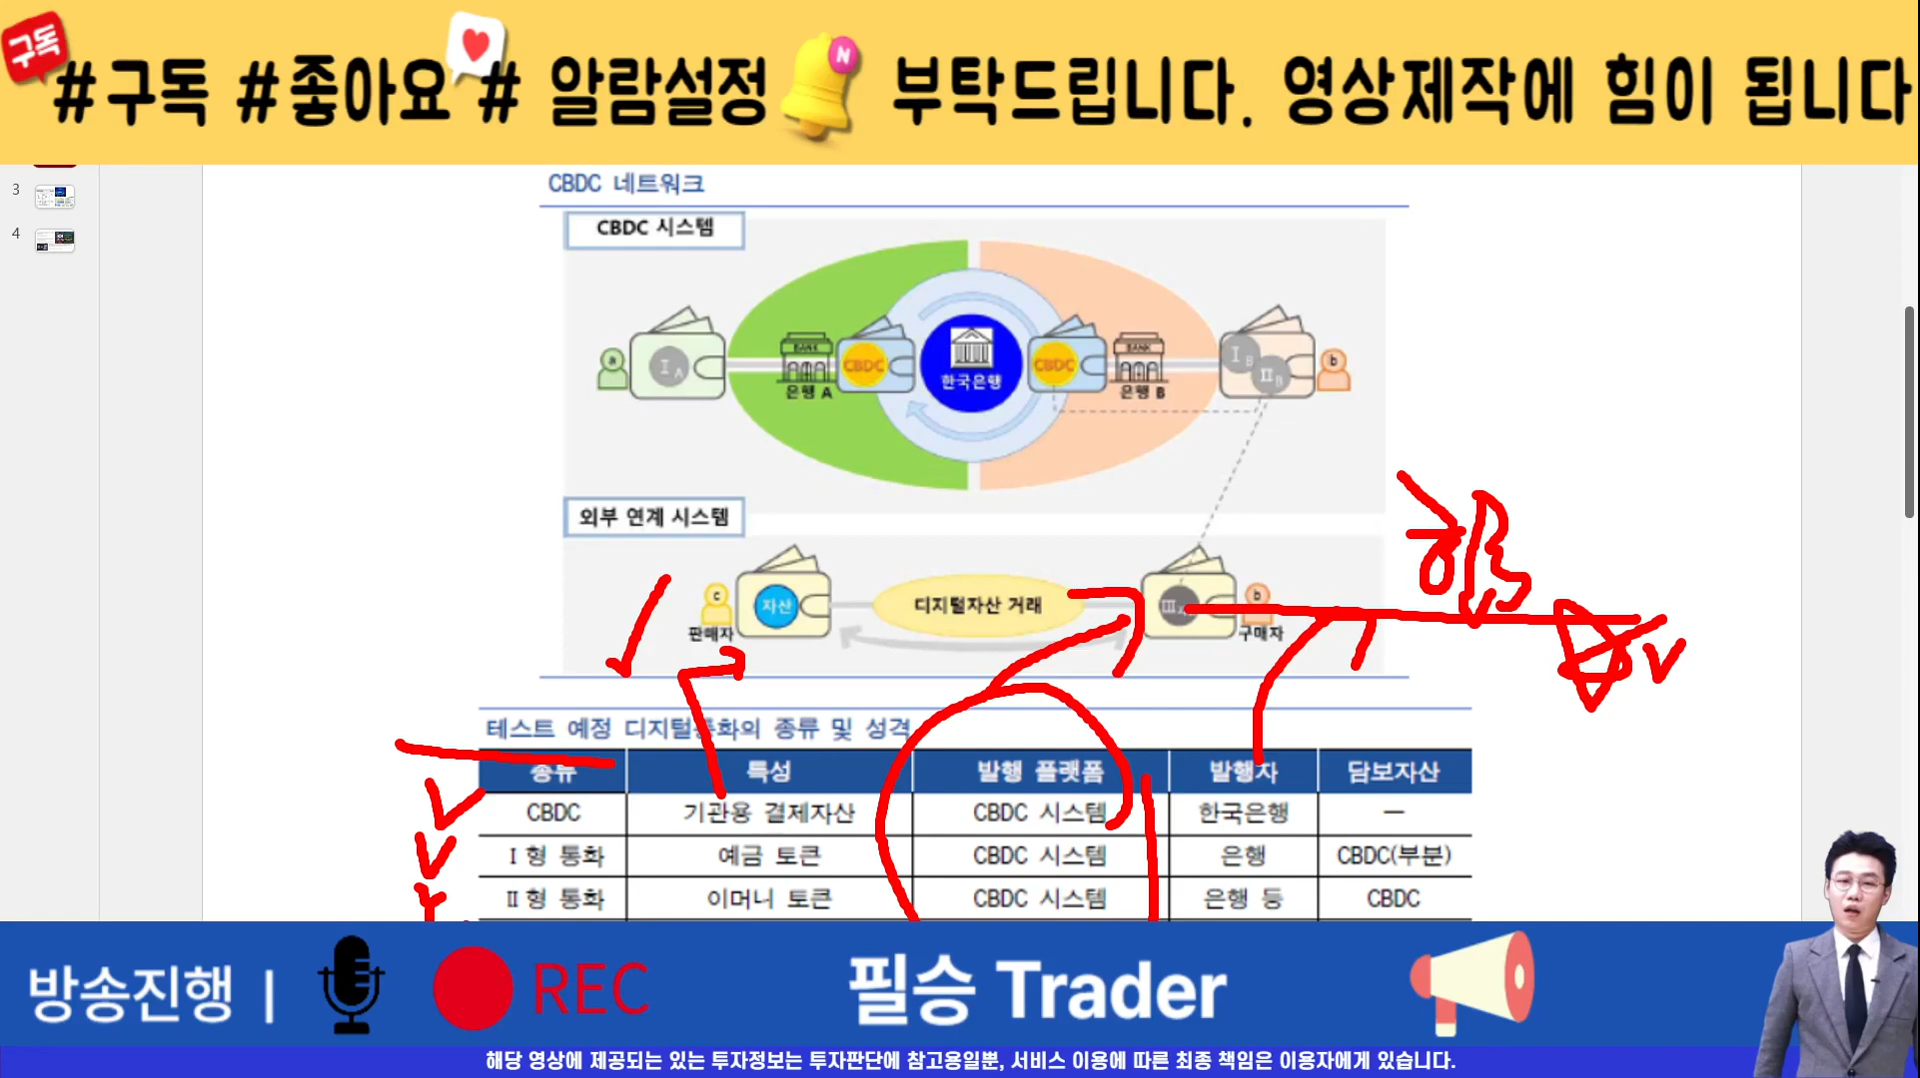 구독
#구독 #좋아요 # 알람설정 N 부탁드립니다. 영상제작에 힘이 됩니다
3
4
CBDC 네트워크
CBDC 시스템
a
I A
BANK
은행 A
CBDC
한국은행
CBDC
BANK
은행 B
I B
II B
b
외부 연계 시스템
c
판매자
자산
디지털자산 거래
b
구매자
테스트 예정 디지털통화의 종류 및 성격
종류 특성 발행 플랫폼 발행자 담보자산
CBDC 기관용 결제자산 CBDC 시스템 한국은행 —
Ⅰ형 통화 예금 토큰 CBDC 시스템 은행 CBDC(부분)
Ⅱ형 통화 이머니 토큰 CBDC 시스템 은행 등 CBDC
방송진행 | REC 필승 Trader
해당 영상에 제공되는 있는 투자정보는 투자판단에 참고용일뿐, 서비스 이용에 따른 최종 책임은 이용자에게 있습니다.